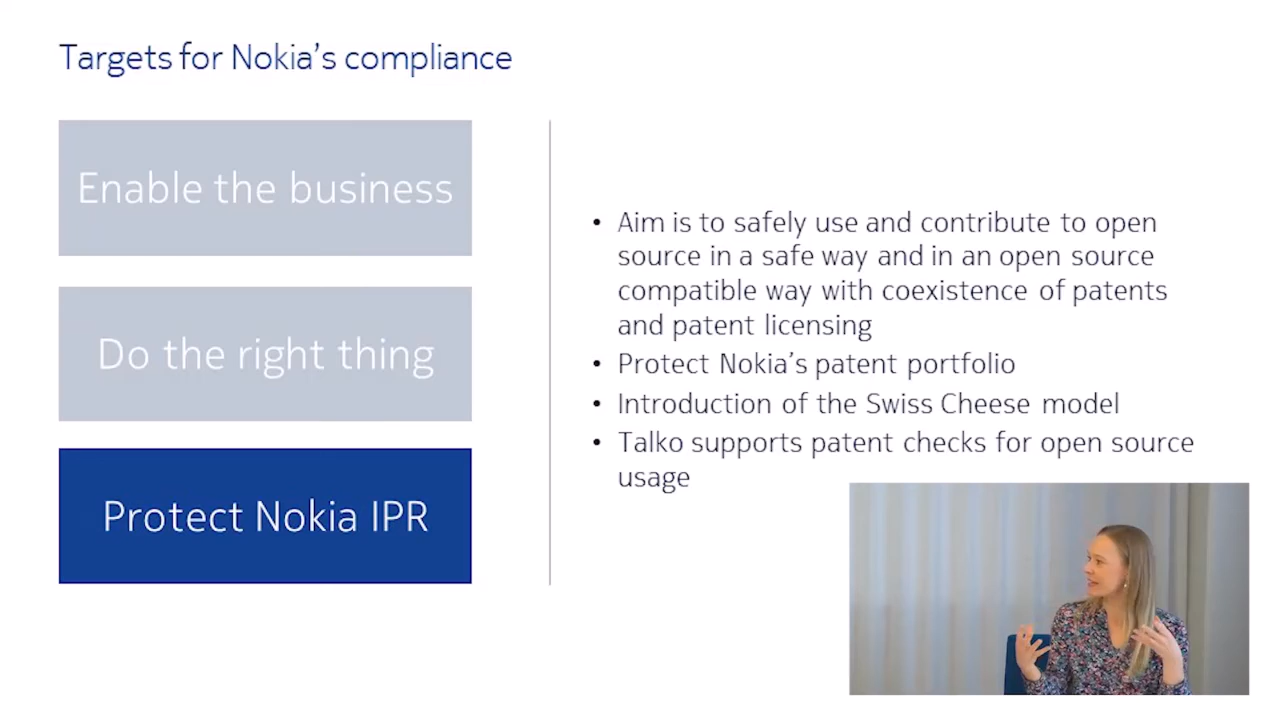 Targets for Nokia's compliance
Enable the business
Do the right thing
Protect Nokia IPR
• Aim is to safely use and contribute to open
source in a safe way and in an open source
compatible way with coexistence of patents
and patent licensing
• Protect Nokia's patent portfolio
• Introduction of the Swiss Cheese model
• Talko supports patent checks for open source
usage